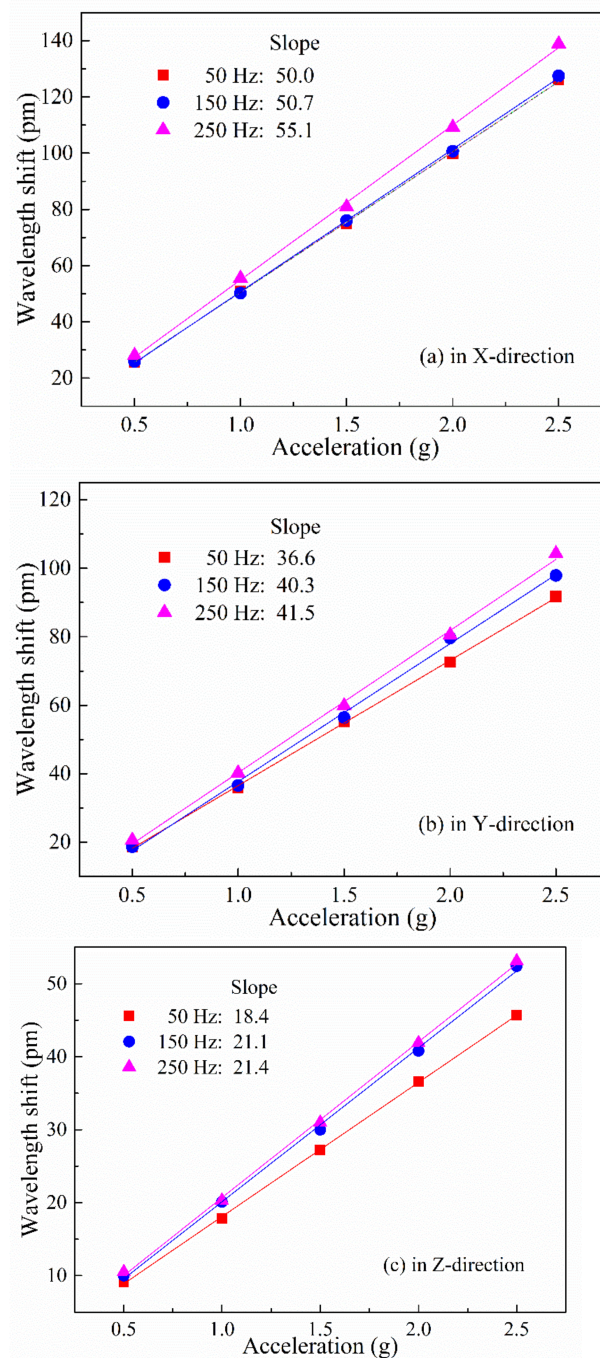 140
120
100
80
60
40
20
Wavelength shift (pm)
Slope
50 Hz: 50.0
150 Hz: 50.7
250 Hz: 55.1
(a) in X-direction
0.5 1.0 1.5 2.0 2.5
Acceleration (g)
120
100
80
60
40
20
Wavelength shift (pm)
Slope
50 Hz: 36.6
150 Hz: 40.3
250 Hz: 41.5
(b) in Y-direction
0.5 1.0 1.5 2.0 2.5
Acceleration (g)
50
40
30
20
10
Wavelength shift (pm)
Slope
50 Hz: 18.4
150 Hz: 21.1
250 Hz: 21.4
(c) in Z-direction
0.5 1.0 1.5 2.0 2.5
Acceleration (g)